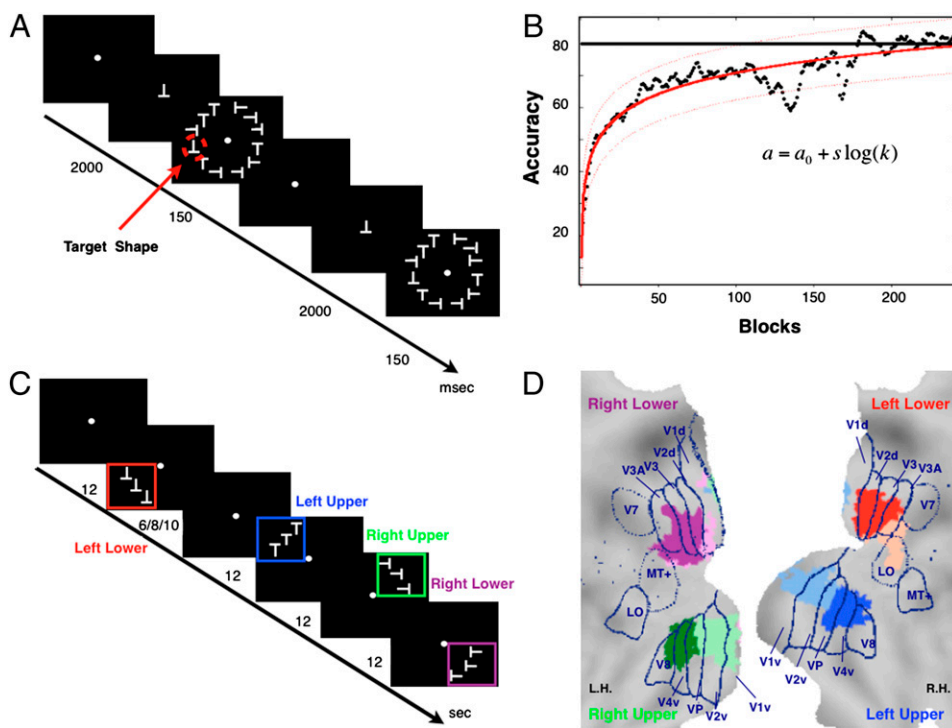 A
2000
150
Target Shape
2000
150
msec
B
Accuracy
80
60
40
20
a = a₀ + s log(k)
50
100
150
200
Blocks
C
12
6/8/10
Left Lower
12
Left Upper
12
Right Upper
12
Right Lower
sec
D
Right Lower
Left Lower
V1d
V2d
V3
V3A
V7
MT+
LO
V8
V4v
VP
V2v
V1v
L.H.
Right Upper
V1d
V2d
V3
V3A
V7
LO
MT+
V8
V4v
VP
V2v
V1v
R.H.
Left Upper